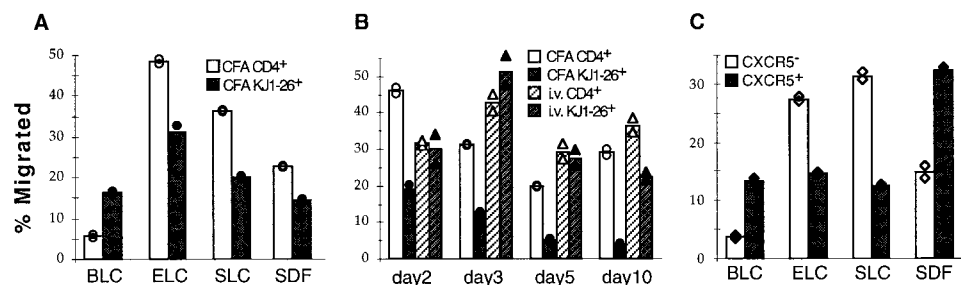 A
B
C
% Migrated
50
40
30
20
10
0
CFA CD4⁺
CFA KJ1-26⁺
BLC ELC SLC SDF
50
40
30
20
10
0
CFA CD4⁺
CFA KJ1-26⁺
i.v. CD4⁺
i.v. KJ1-26⁺
day2 day3 day5 day10
30
20
10
0
CXCR5⁻
CXCR5⁺
BLC ELC SLC SDF